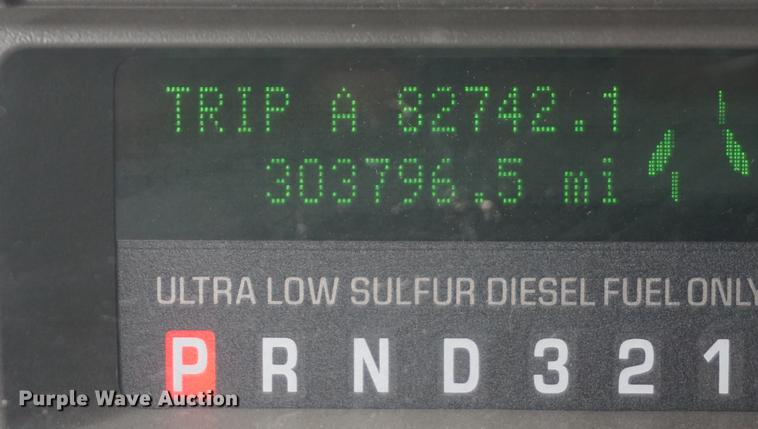 TRIP A 82742.1
303796.5 mi
ULTRA LOW SULFUR DIESEL FUEL ONLY
P R N D 3 2 1
Purple Wave Auction